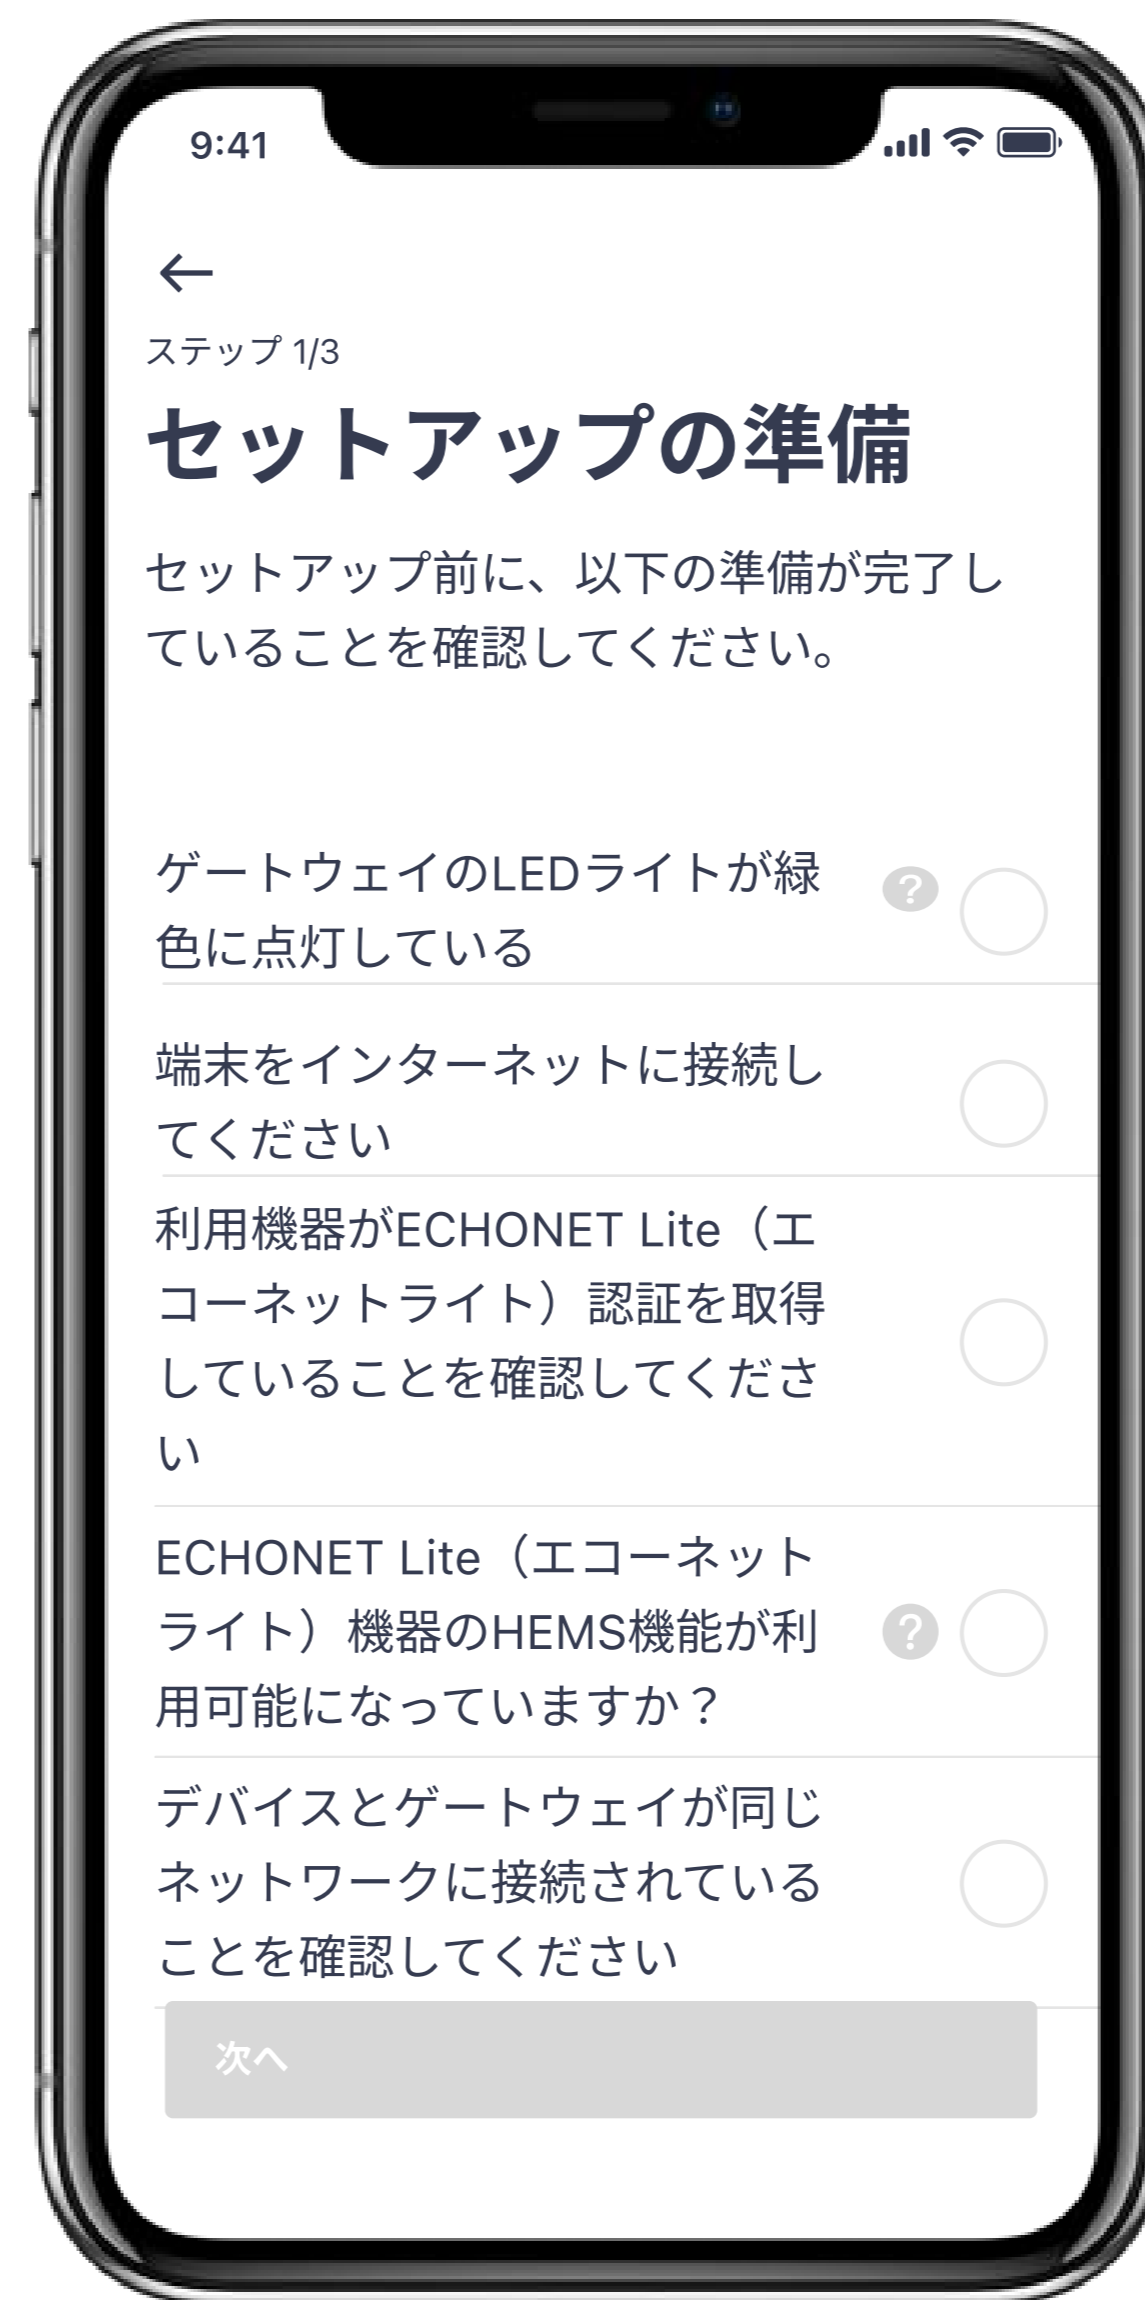 9:41
ステップ 1/3
セットアップの準備
セットアップ前に、以下の準備が完了し
ていることを確認してください。
ゲートウェイのLEDライトが緑
色に点灯している
?
端末をインターネットに接続し
てください
利用機器がECHONET Lite（エ
コーネットライト）認証を取得
していることを確認してくださ
い
ECHONET Lite（エコーネット
ライト）機器のHEMS機能が利
用可能になっていますか？
?
デバイスとゲートウェイが同じ
ネットワークに接続されている
ことを確認してください
次へ